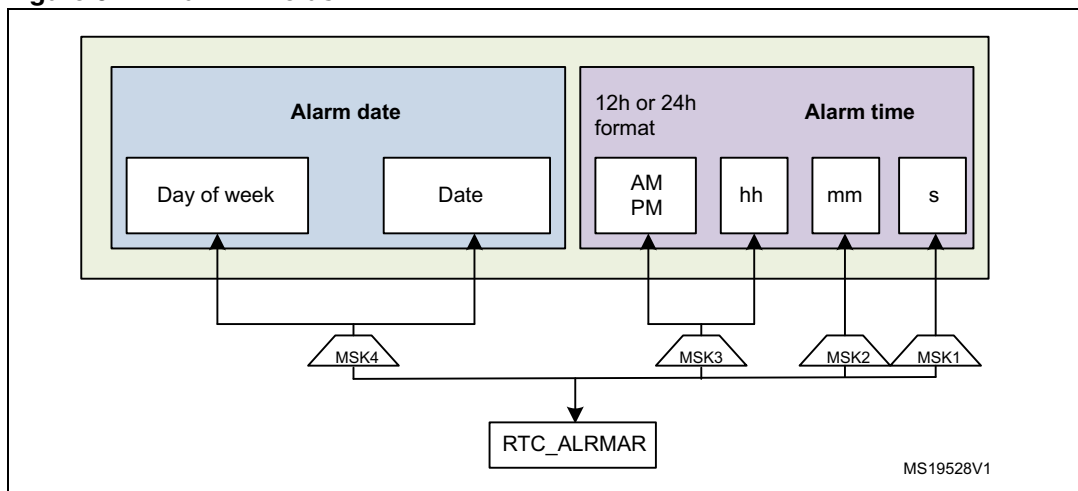 Alarm date
12h or 24h
format
Alarm time
Day of week
Date
AM
PM
hh
mm
s
MSK4
MSK3
MSK2
MSK1
RTC_ALRMAR
MS19528V1